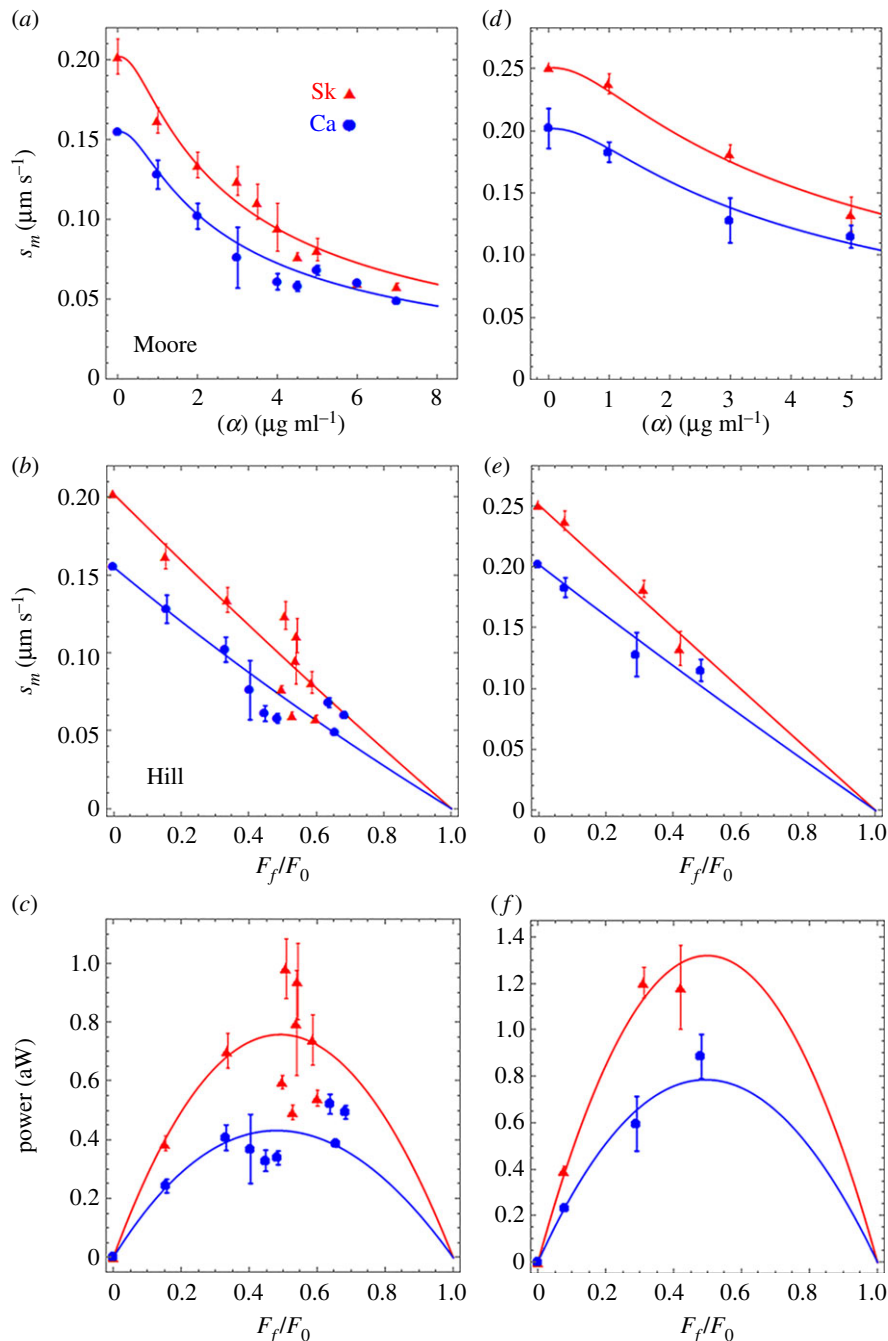 (a)
0.20
0.15
0.10
0.05
0
s_m (μm s⁻¹)
Sk
Ca
Moore
0 2 4 6 8
(α) (μg ml⁻¹)
(d)
0.25
0.20
0.15
0.10
0.05
0
0 1 2 3 4 5
(α) (μg ml⁻¹)
(b)
0.20
0.15
0.10
0.05
0
s_m (μm s⁻¹)
Hill
0 0.2 0.4 0.6 0.8 1.0
F_f/F_0
(e)
0.25
0.20
0.15
0.10
0.05
0
0 0.2 0.4 0.6 0.8 1.0
F_f/F_0
(c)
1.0
0.8
0.6
0.4
0.2
0
power (aW)
0 0.2 0.4 0.6 0.8 1.0
F_f/F_0
(f)
1.4
1.2
1.0
0.8
0.6
0.4
0.2
0
0 0.2 0.4 0.6 0.8 1.0
F_f/F_0